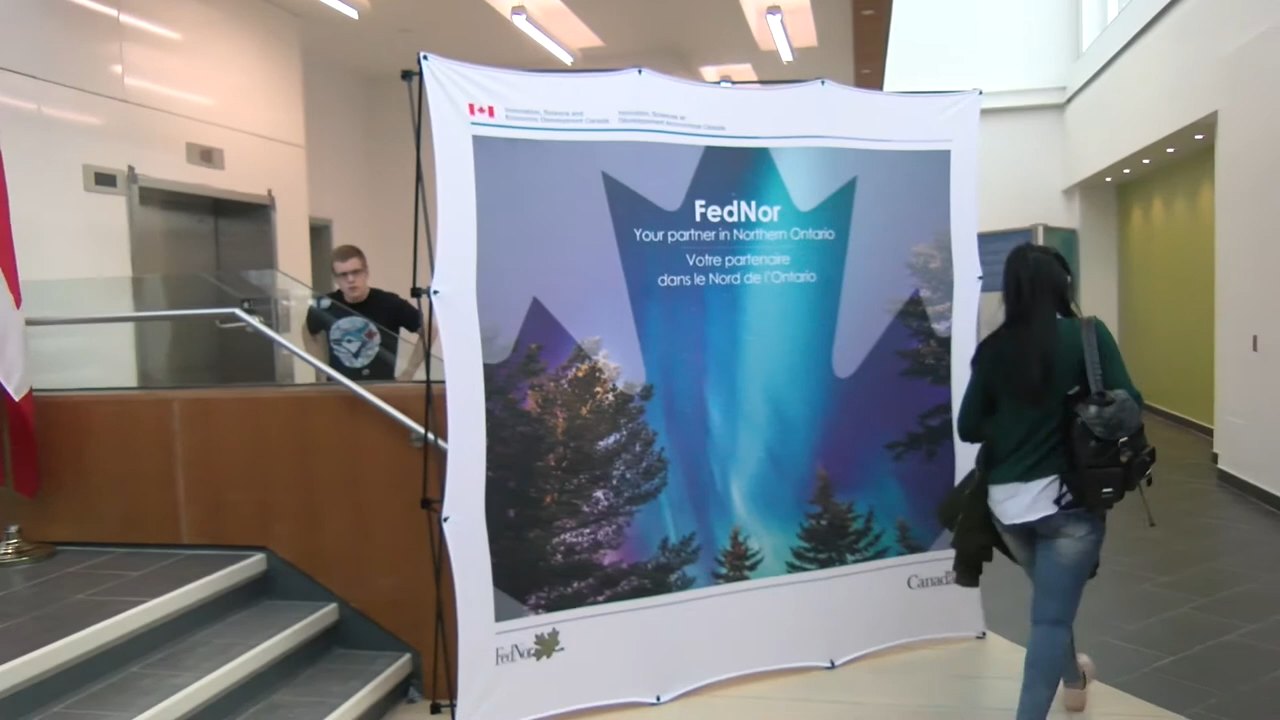 Innovation, Science and
Economic Development Canada
Innovation, Sciences et
Développement économique Canada
FedNor
Your partner in Northern Ontario
Votre partenaire
dans le Nord de l'Ontario
Canada
FedNor